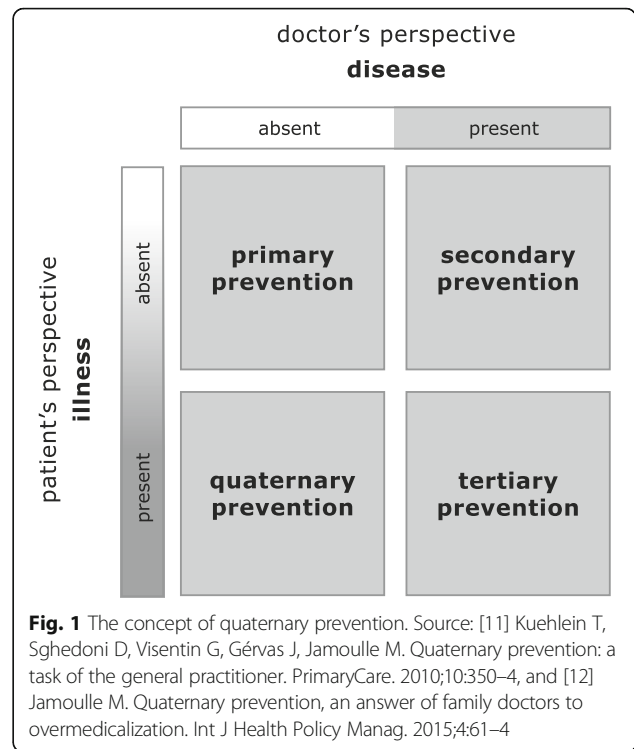 doctor’s perspective
disease
absent
present
patient’s perspective
illness
absent
present
primary
prevention
secondary
prevention
quaternary
prevention
tertiary
prevention
Fig. 1 The concept of quaternary prevention. Source: [11] Kuehlein T,
Sghedoni D, Visentin G, Gérvas J, Jamoulle M. Quaternary prevention: a
task of the general practitioner. PrimaryCare. 2010;10:350–4, and [12]
Jamoulle M. Quaternary prevention, an answer of family doctors to
overmedicalization. Int J Health Policy Manag. 2015;4:61–4